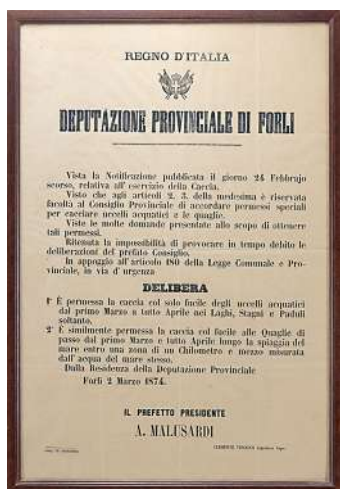 REGNO D'ITALIA
DEPUTAZIONE PROVINCIALE DI FORLI
Vista la Notificazione pubblicata il giorno 24 Febbrajo
scorso, relativa all'esercizio della Caccia.
Visto che agli articoli 2. 3. della medesima è riservata
facoltà al Consiglio Provinciale di accordare permessi speciali
per cacciare uccelli acquatici e le quaglie.
Viste le molte domande presentate allo scopo di ottenere
tali permessi.
Ritenuta la impossibilità di provocare in tempo debito le
deliberazioni del prefato Consiglio.
In appoggio all'articolo 180 della Legge Comunale e Pro-
vinciale, in via d'urgenza
DELIBERA
1° È permessa la caccia col solo fucile degli uccelli acquatici
dal primo Marzo a tutto Aprile nei Laghi, Stagni e Paduli
soltanto.
2° È similmente permessa la caccia col fucile alle Quaglie di
passo dal primo Marzo a tutto Aprile lungo la spiaggia del
mare entro una zona di un Chilometro e mezzo misurata
dall'acqua del mare stesso.
Dalla Residenza della Deputazione Provinciale
Forlì 2 Marzo 1874.
IL PREFETTO PRESIDENTE
A. MALUSARDI